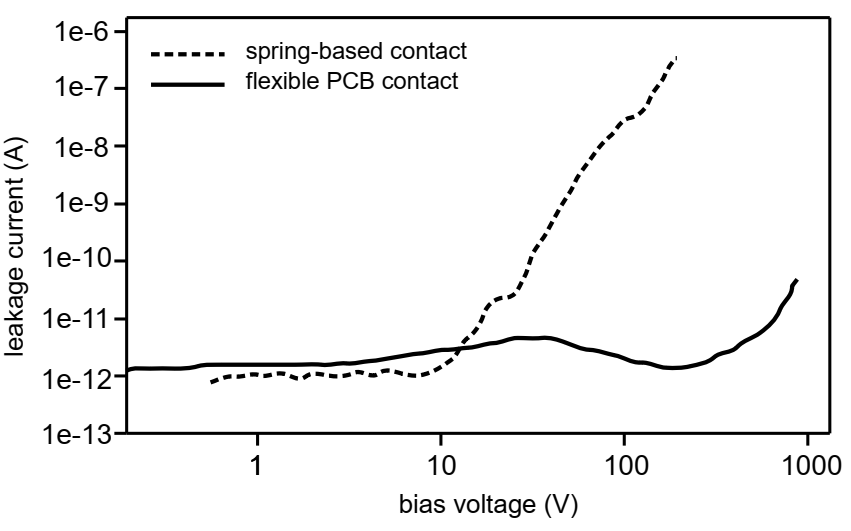 1e-6
spring-based contact
flexible PCB contact
1e-7
1e-8
1e-9
1e-10
1e-11
1e-12
1e-13
leakage current (A)
1 10 100 1000
bias voltage (V)